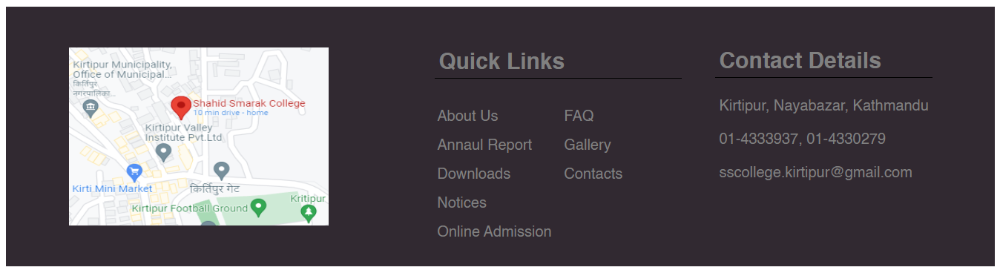 Kirtipur Municipality,
Office of Municipal...
किर्तिपुर
नगरपालिका...
Shahid Smarak College
10 min drive - home
Kirtipur Valley
Institute Pvt.Ltd
Kirti Mini Market
किर्तिपुर गेट
Kritipur
Kirtipur Football Ground
Quick Links
About Us
Annaul Report
Downloads
Notices
Online Admission
FAQ
Gallery
Contacts
Contact Details
Kirtipur, Nayabazar, Kathmandu
01-4333937, 01-4330279
sscollege.kirtipur@gmail.com